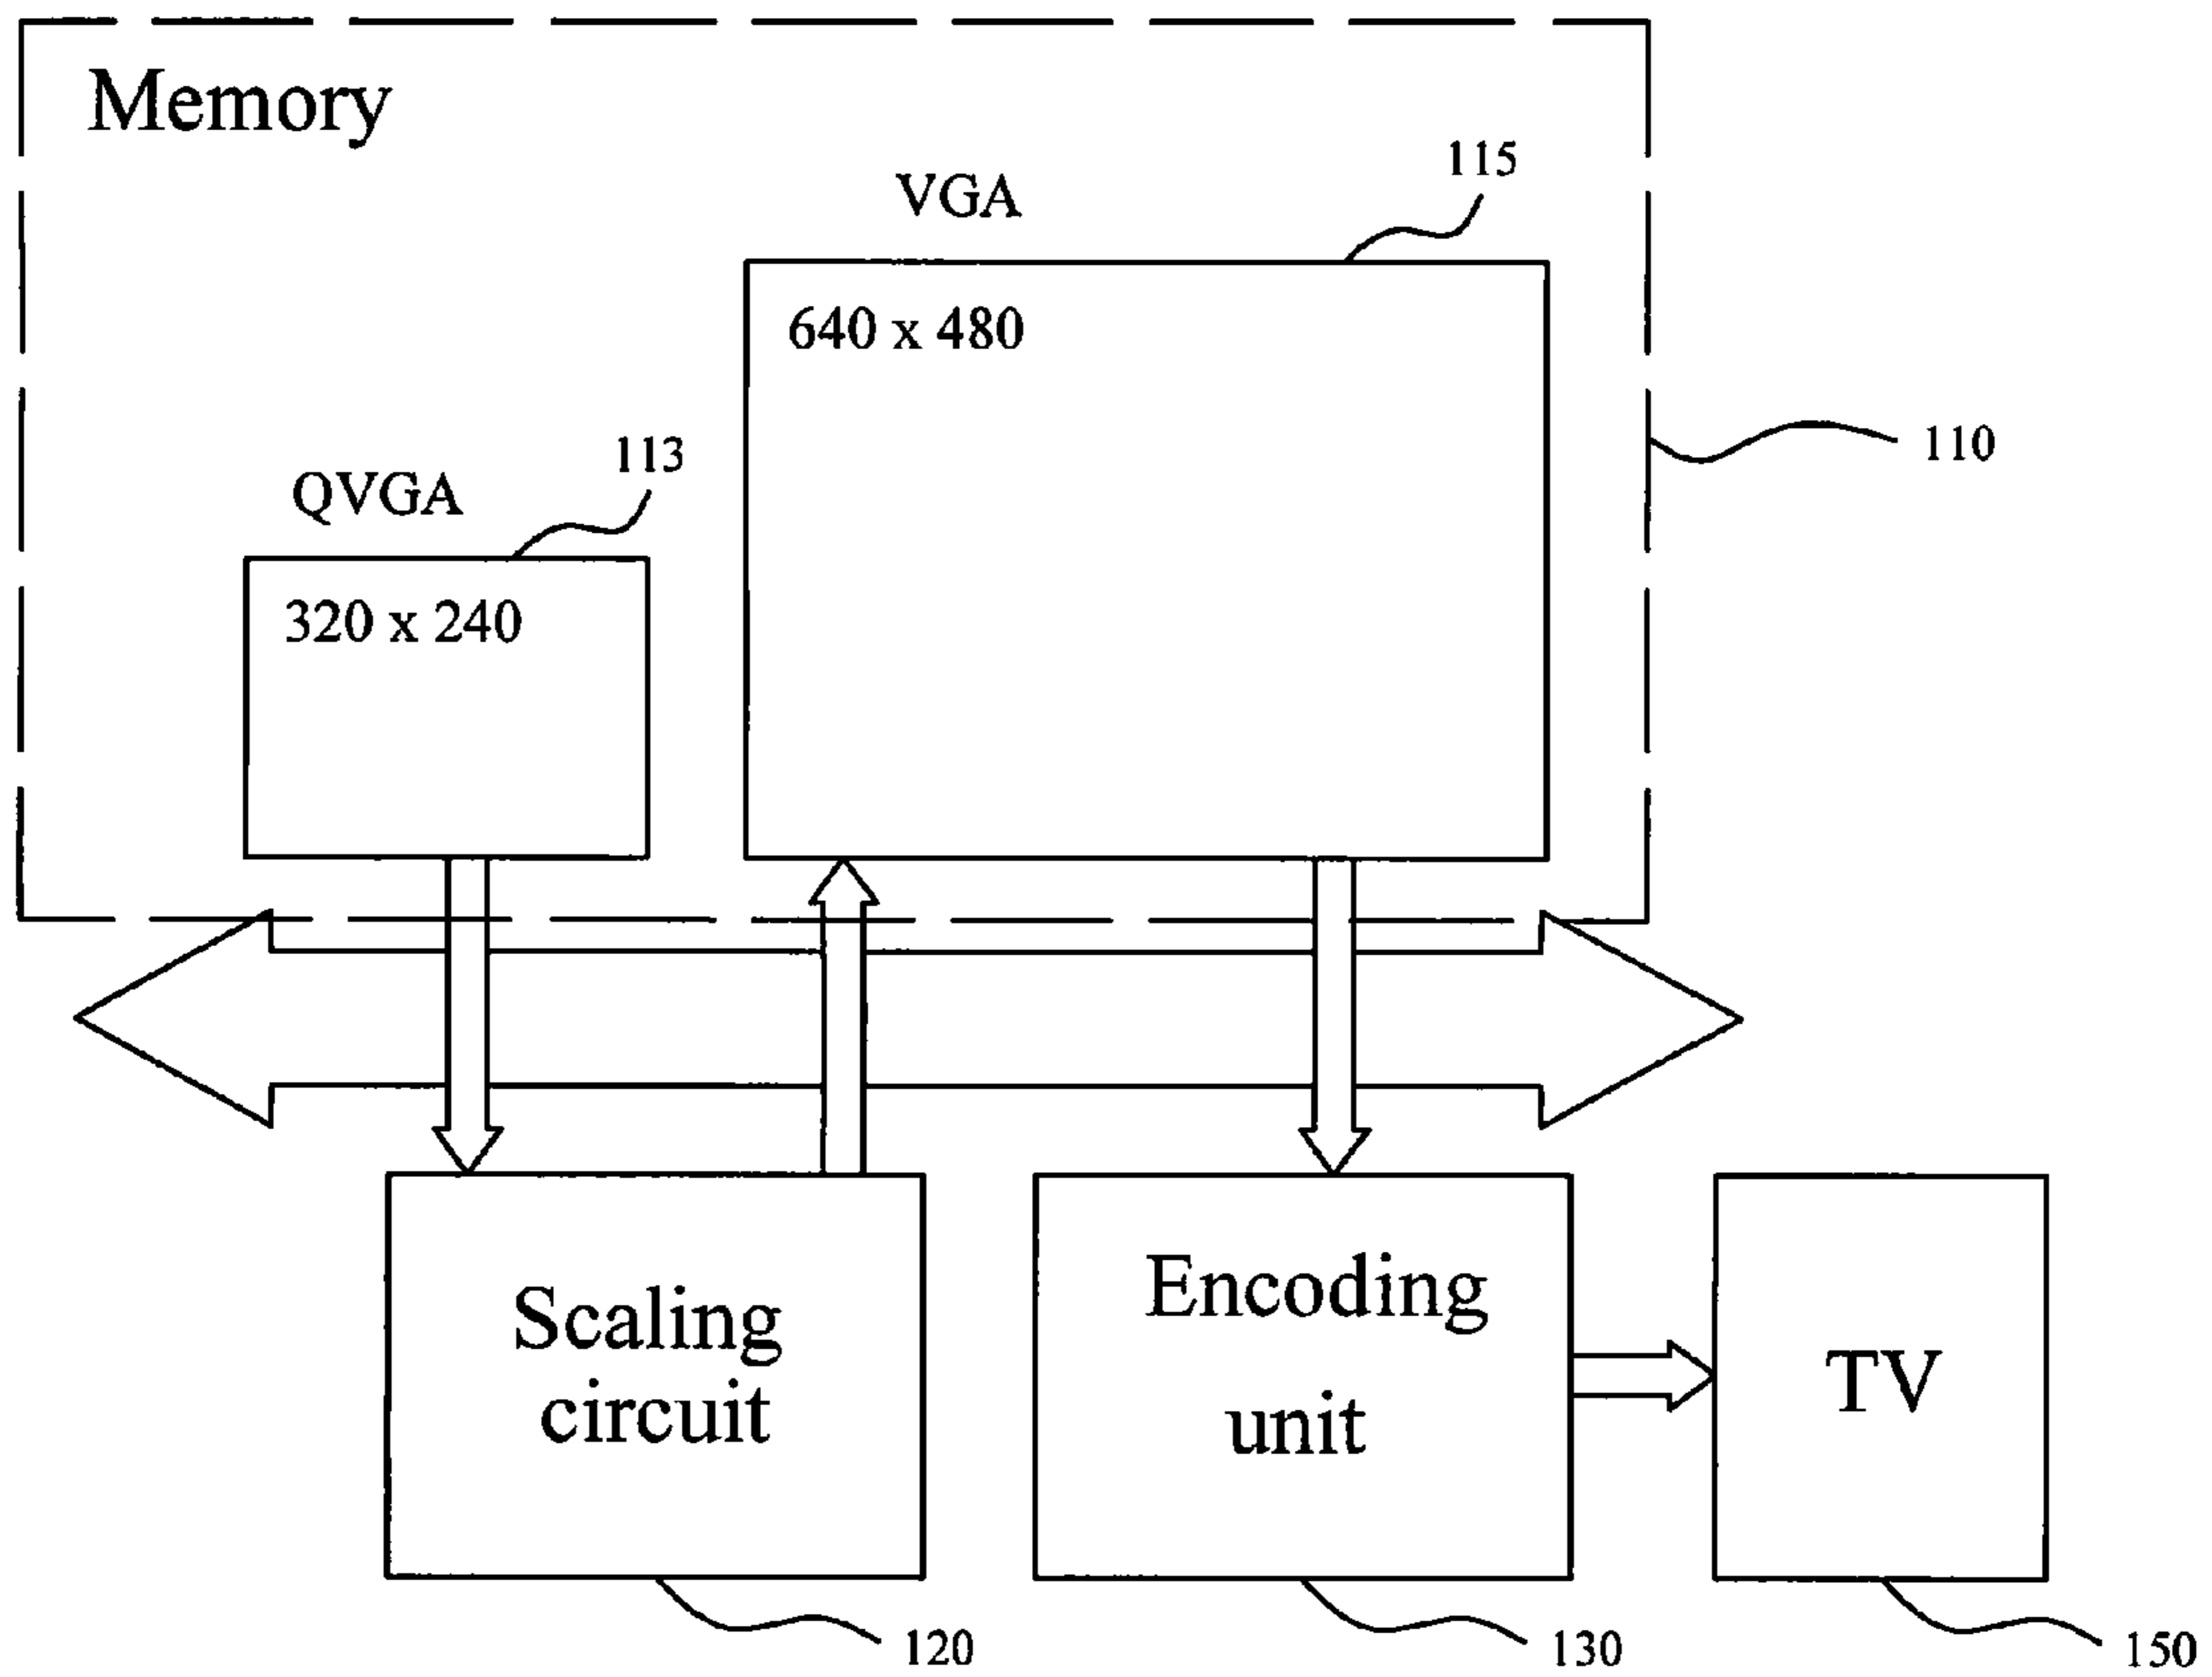 Memory
115
VGA
640 x 480
110
113
QVGA
320 x 240
Scaling
circuit
Encoding
unit
TV
120
130
150